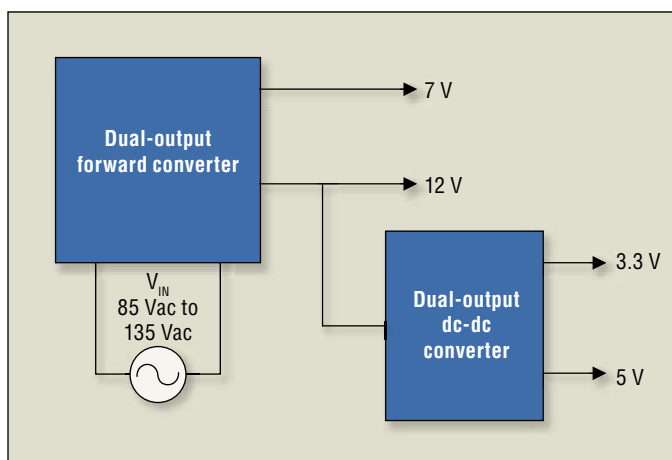 7 V
Dual-output
forward converter
12 V
V_IN
85 Vac to
135 Vac
3.3 V
Dual-output
dc-dc
converter
5 V